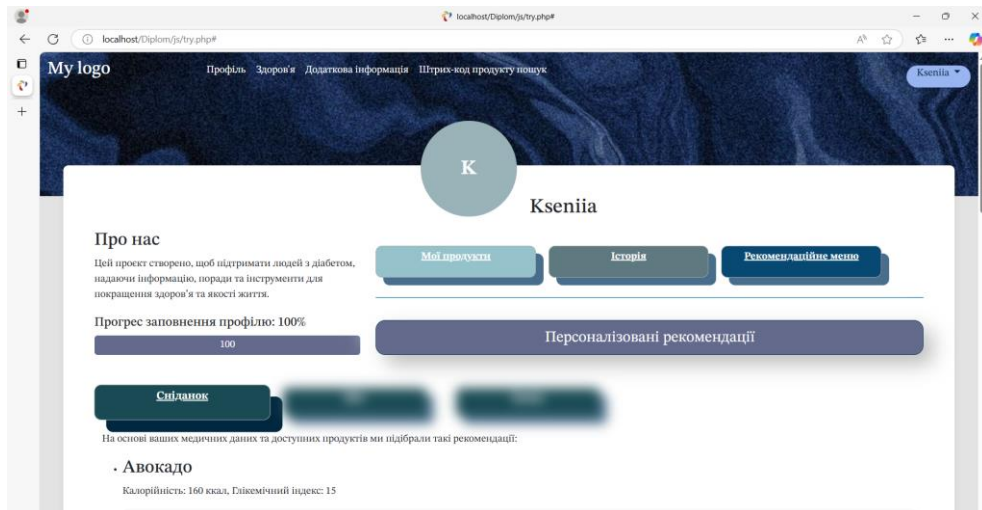 localhost/Diplom/js/try.php#
localhost/Diplom/js/try.php#
My logo
Профіль Здоров'я Додаткова інформація Штрих-код продукту пошук
Kseniia
K
Kseniia
Про нас
Цей проєкт створено, щоб підтримати людей з діабетом,
надаючи інформацію, поради та інструменти для
покращення здоров'я та якості життя.
Мої продукти
Історія
Рекомендаційне меню
Прогрес заповнення профілю: 100%
100
Персоналізовані рекомендації
Сніданок
На основі ваших медичних даних та доступних продуктів ми підібрали такі рекомендації:
• Авокадо
Калорійність: 160 ккал, Глікемічний індекс: 15